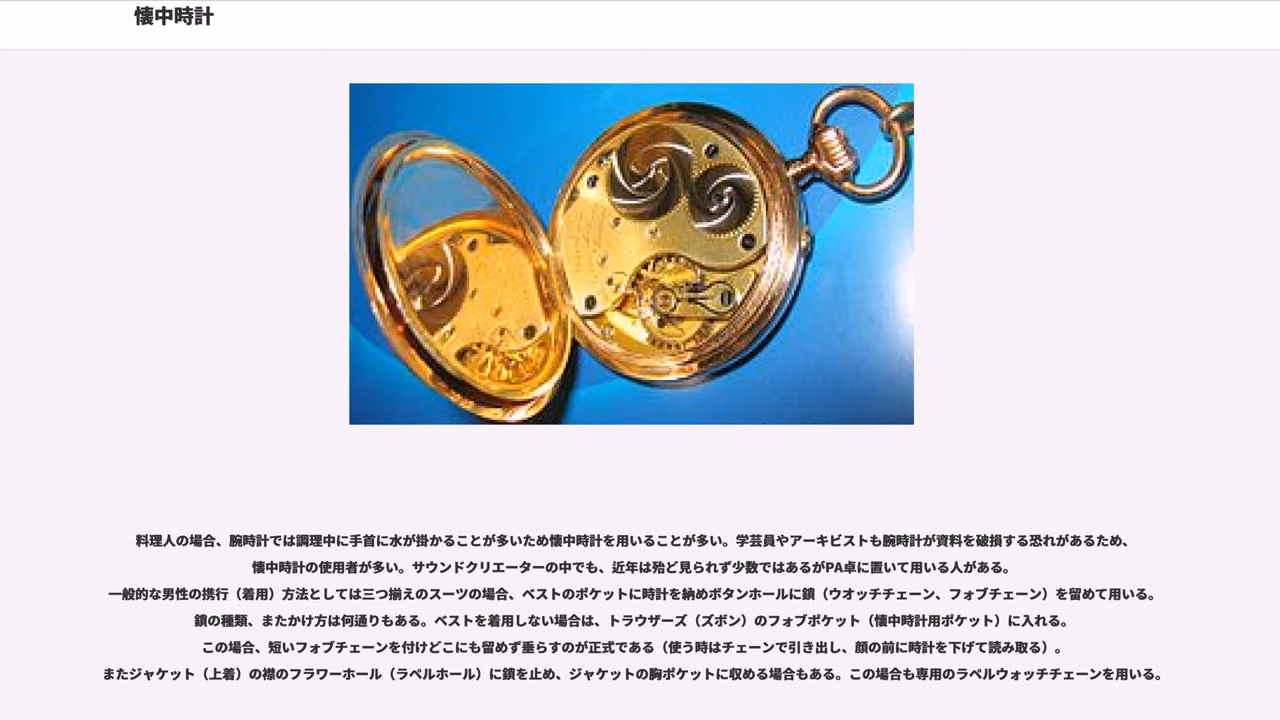 懐中時計
料理人の場合、腕時計では調理中に手首に水が掛かることが多いため懐中時計を用いることが多い。学芸員やアーキビストも腕時計が資料を破損する恐れがあるため、
懐中時計の使用者が多い。サウンドクリエーターの中でも、近年は殆ど見られず少数ではあるがPA卓に置いて用いる人がある。
一般的な男性の携行（着用）方法としては三つ揃えのスーツの場合、ベストのポケットに時計を納めボタンホールに鎖（ウオッチチェーン、フォブチェーン）を留めて用いる。
鎖の種類、またかけ方は何通りもある。ベストを着用しない場合は、トラウザーズ（ズボン）のフォブポケット（懐中時計用ポケット）に入れる。
この場合、短いフォブチェーンを付けどこにも留めず垂らすのが正式である（使う時はチェーンで引き出し、顔の前に時計を下げて読み取る）。
またジャケット（上着）の襟のフラワーホール（ラペルホール）に鎖を止め、ジャケットの胸ポケットに収める場合もある。この場合も専用のラペルウォッチチェーンを用いる。